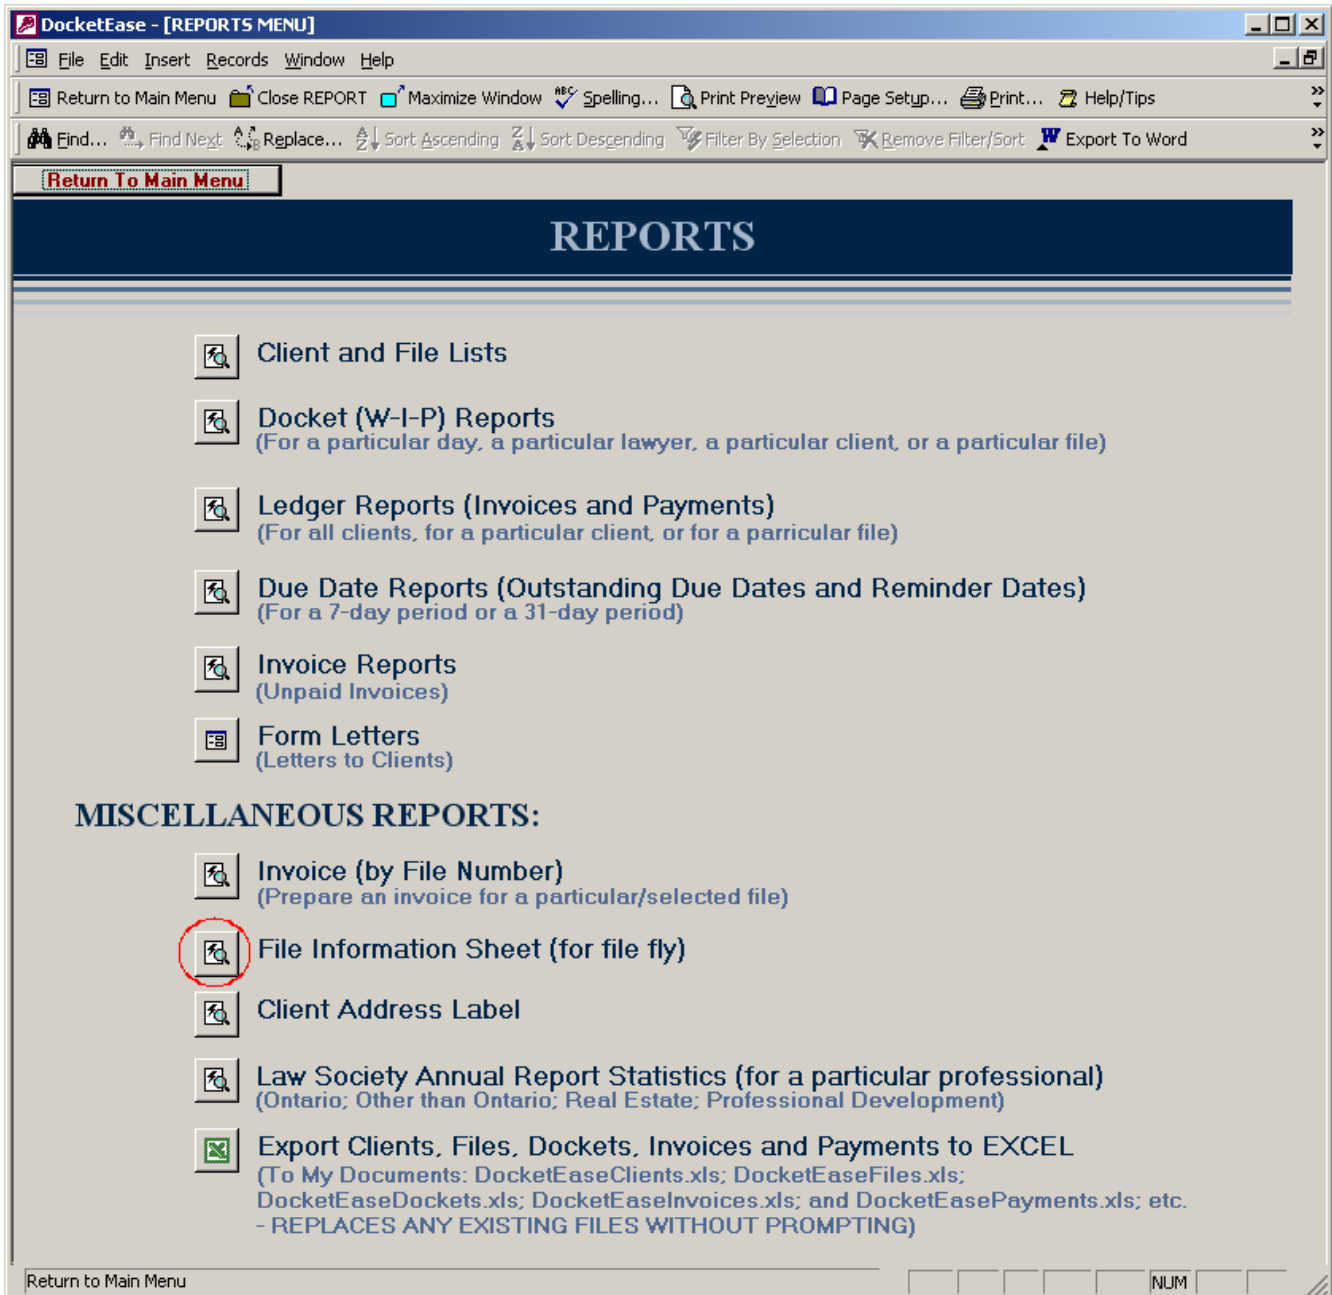 DocketEase - [REPORTS MENU]
File Edit Insert Records Window Help
Return to Main Menu Close REPORT Maximize Window ABC Spelling... Print Preview Page Setup... Print... Help/Tips
Find... Find Next Replace... Sort Ascending Sort Descending Filter By Selection Remove Filter/Sort W Export To Word
Return To Main Menu
REPORTS
Client and File Lists
Docket (W-I-P) Reports
(For a particular day, a particular lawyer, a particular client, or a particular file)
Ledger Reports (Invoices and Payments)
(For all clients, for a particular client, or for a parricular file)
Due Date Reports (Outstanding Due Dates and Reminder Dates)
(For a 7-day period or a 31-day period)
Invoice Reports
(Unpaid Invoices)
Form Letters
(Letters to Clients)
MISCELLANEOUS REPORTS:
Invoice (by File Number)
(Prepare an invoice for a particular/selected file)
File Information Sheet (for file fly)
Client Address Label
Law Society Annual Report Statistics (for a particular professional)
(Ontario; Other than Ontario; Real Estate; Professional Development)
Export Clients, Files, Dockets, Invoices and Payments to EXCEL
(To My Documents: DocketEaseClients.xls; DocketEaseFiles.xls;
DocketEaseDockets.xls; DocketEaseInvoices.xls; and DocketEasePayments.xls; etc.
- REPLACES ANY EXISTING FILES WITHOUT PROMPTING)
Return to Main Menu NUM